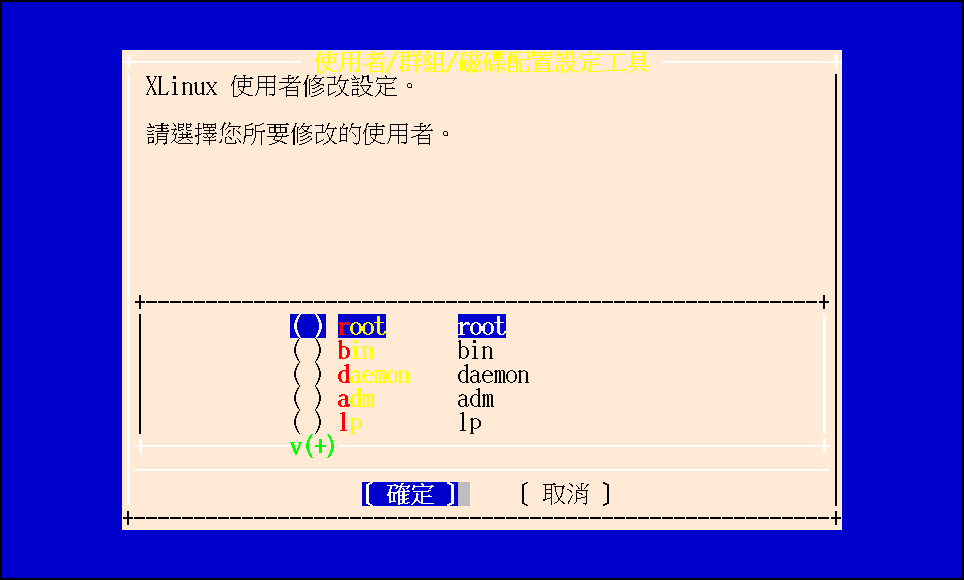 使用者/群組/磁碟配置設定工具
XLinux 使用者修改設定。
請選擇您所要修改的使用者。
( ) root root
( ) bin bin
( ) daemon daemon
( ) adm adm
( ) lp lp
v(+)
[ 確定 ] [ 取消 ]